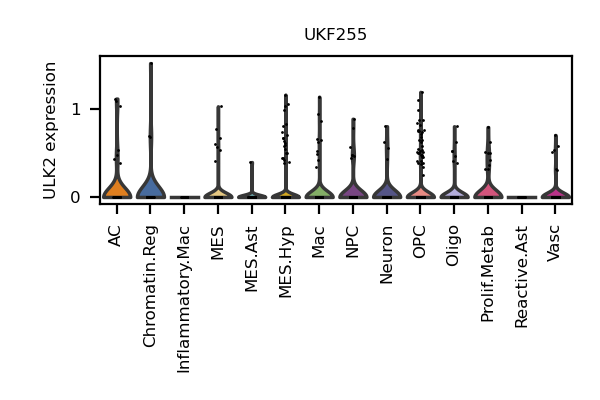 UKF255
ULK2 expression
1
0
AC
Chromatin.Reg
Inflammatory.Mac
MES
MES.Ast
MES.Hyp
Mac
NPC
Neuron
OPC
Oligo
Prolif.Metab
Reactive.Ast
Vasc